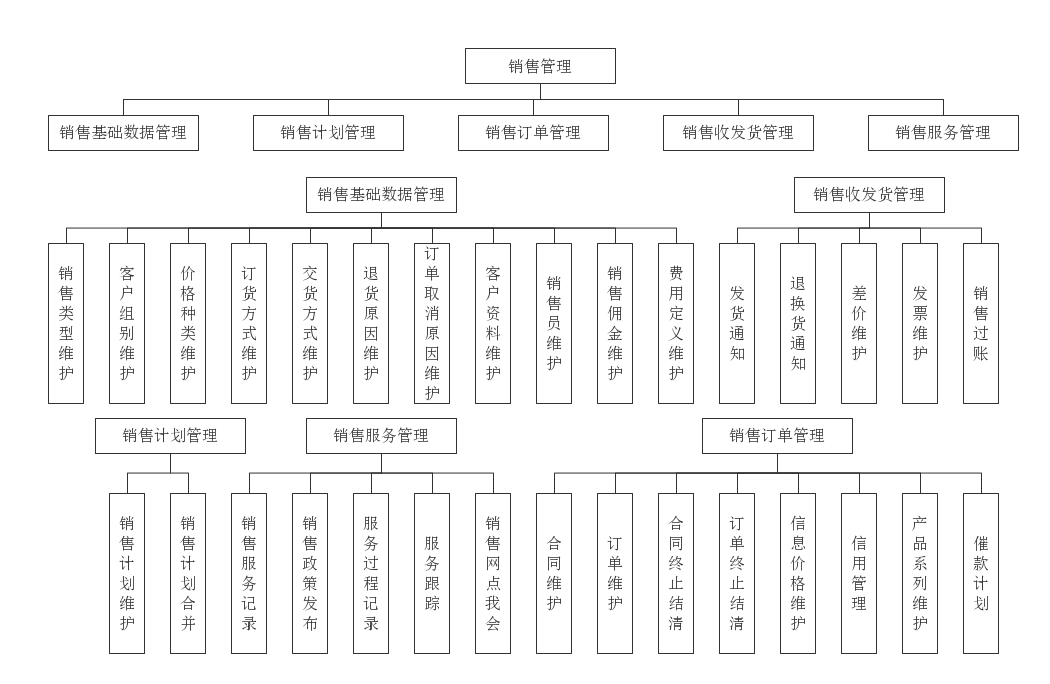 销售管理
销售基础数据管理
销售计划管理
销售订单管理
销售收发货管理
销售服务管理
销售基础数据管理
销售收发货管理
销售类型维护
客户组别维护
价格种类维护
订货方式维护
交货方式维护
退货原因维护
订单取消原因维护
客户资料维护
销售员维护
销售佣金维护
费用定义维护
发货通知
退换货通知
差价维护
发票维护
销售过账
销售计划管理
销售服务管理
销售订单管理
销售计划维护
销售计划合并
销售服务记录
销售政策发布
服务过程记录
服务跟踪
销售网点我会
合同维护
订单维护
合同终止结清
订单终止结清
信息价格维护
信用管理
产品系列维护
催款计划